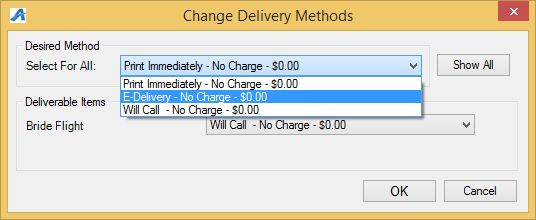 Change Delivery Methods
Desired Method
Select For All: Print Immediately - No Charge - $0.00 Show All
Print Immediately - No Charge - $0.00
E-Delivery - No Charge - $0.00
Will Call - No Charge - $0.00
Deliverable Items
Bride Flight Will Call - No Charge - $0.00
OK Cancel